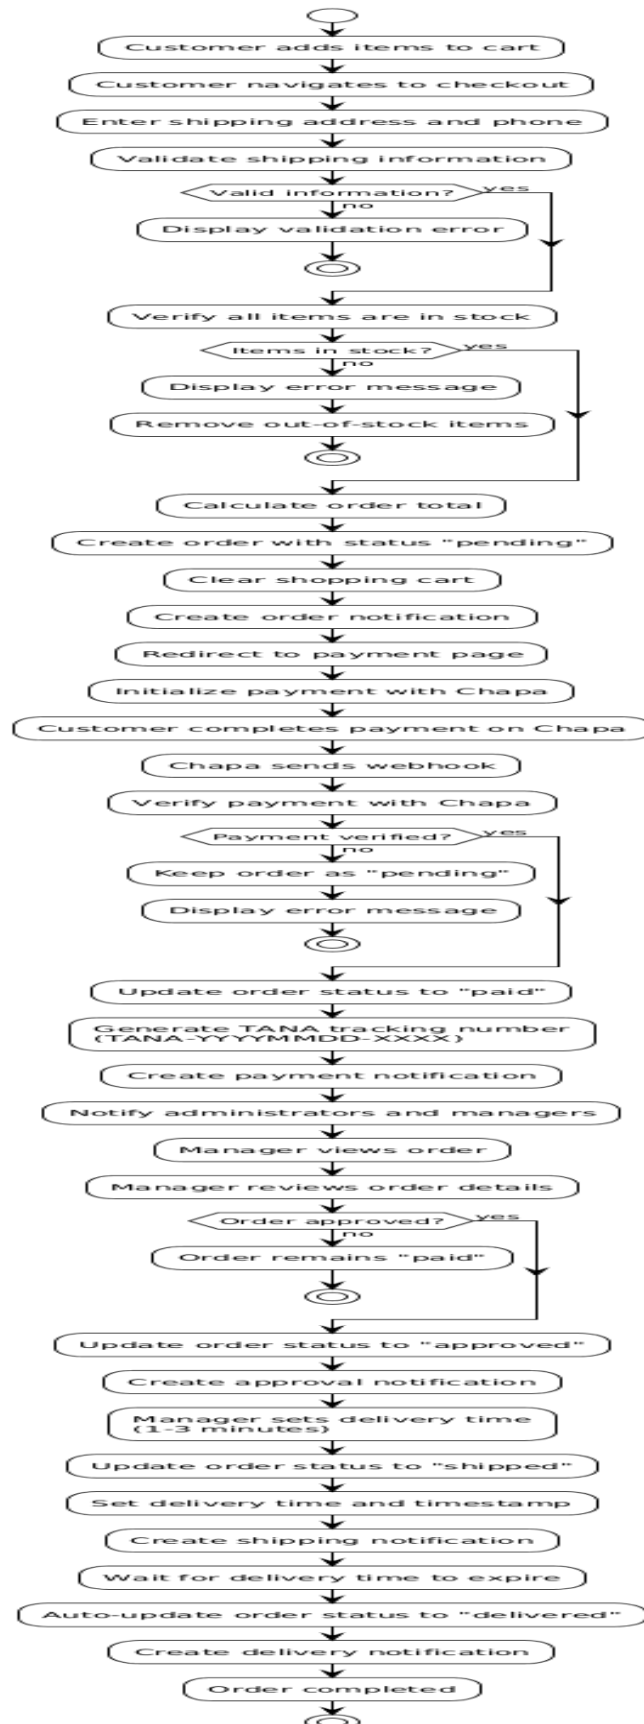 Customer adds items to cart
Customer navigates to checkout
Enter shipping address and phone
Validate shipping information
Valid information?
yes
no
Display validation error
Verify all items are in stock
Items in stock?
yes
no
Display error message
Remove out-of-stock items
Calculate order total
Create order with status "pending"
Clear shopping cart
Create order notification
Redirect to payment page
Initialize payment with Chapa
Customer completes payment on Chapa
Chapa sends webhook
Verify payment with Chapa
Payment verified?
yes
no
Keep order as "pending"
Display error message
Update order status to "paid"
Generate TANA tracking number
(TANA-YYYYMMDD-XXXX)
Create payment notification
Notify administrators and managers
Manager views order
Manager reviews order details
Order approved?
yes
no
Order remains "paid"
Update order status to "approved"
Create approval notification
Manager sets delivery time
(1-3 minutes)
Update order status to "shipped"
Set delivery time and timestamp
Create shipping notification
Wait for delivery time to expire
Auto-update order status to "delivered"
Create delivery notification
Order completed